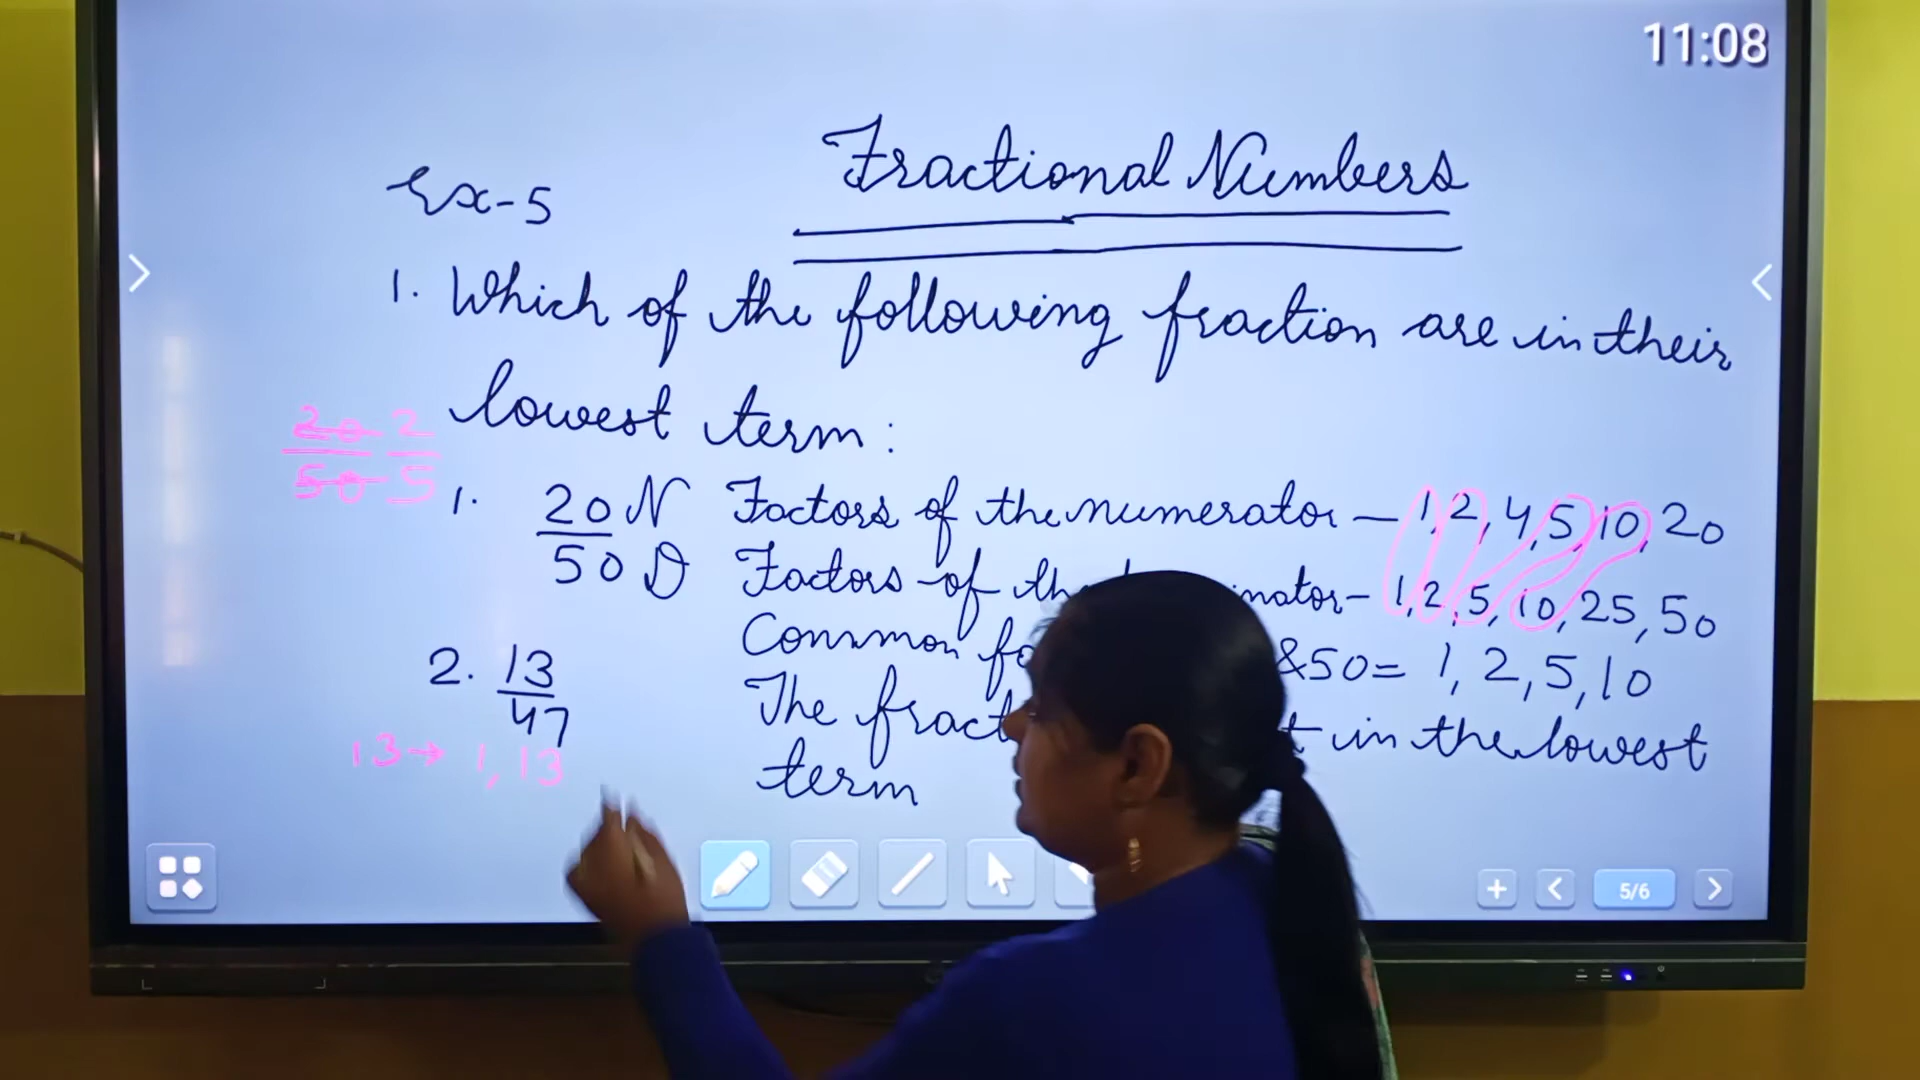 11:08
Fractional Numbers
Ex-5
1. Which of the following fraction are in their
lowest term:
20 2
50 5
1. 20 N Factors of the numerator - 1, 2, 4, 5, 10, 20
50 D Factors of inator - 1, 2, 5, 10, 25, 50
Common &50= 1, 2, 5, 10
2. 13
47
The in the lowest
term
13→ 1, 13
5/6